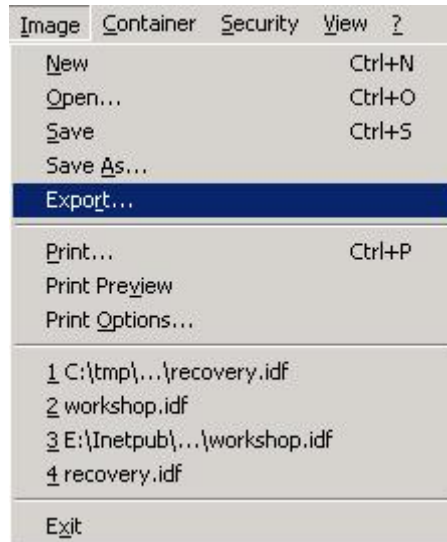 Image Container Security View ?
New Ctrl+N
Open... Ctrl+O
Save Ctrl+S
Save As...
Export...
Print... Ctrl+P
Print Preview
Print Options...
1 C:\tmp\...\recovery.idf
2 workshop.idf
3 E:\Inetpub\...\workshop.idf
4 recovery.idf
Exit